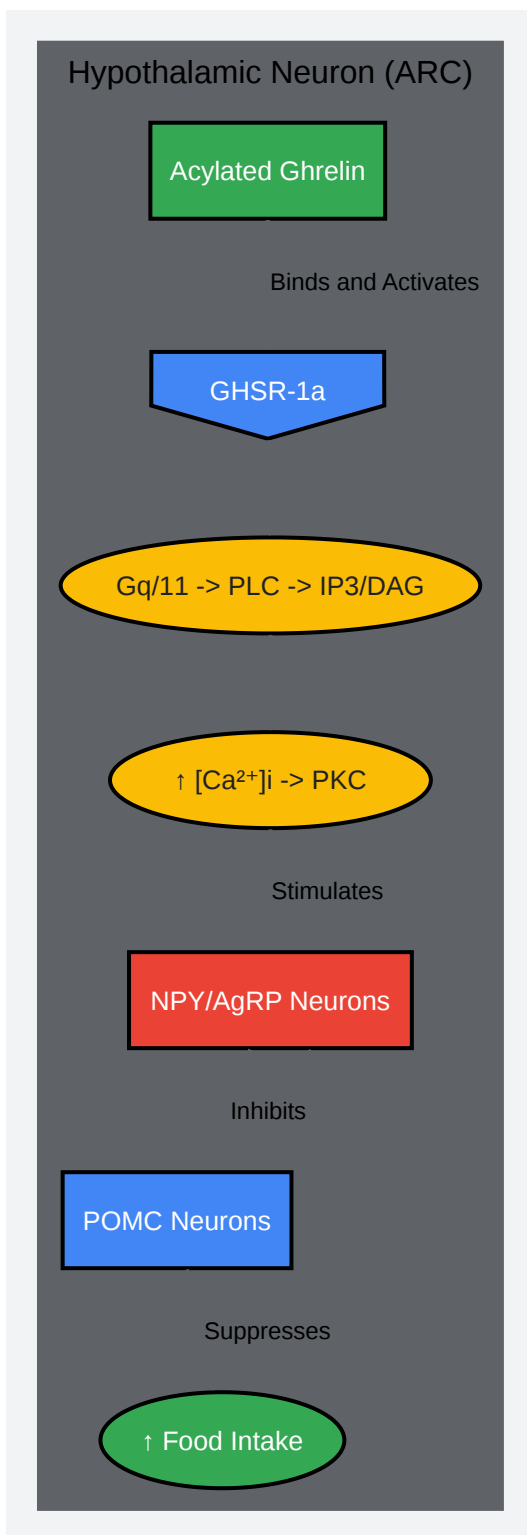 Hypothalamic Neuron (ARC)
Acylated Ghrelin
Binds and Activates
GHSR-1a
Gq/11 -> PLC -> IP3/DAG
↑ [Ca²⁺]i -> PKC
Stimulates
NPY/AgRP Neurons
Inhibits
POMC Neurons
Suppresses
↑ Food Intake